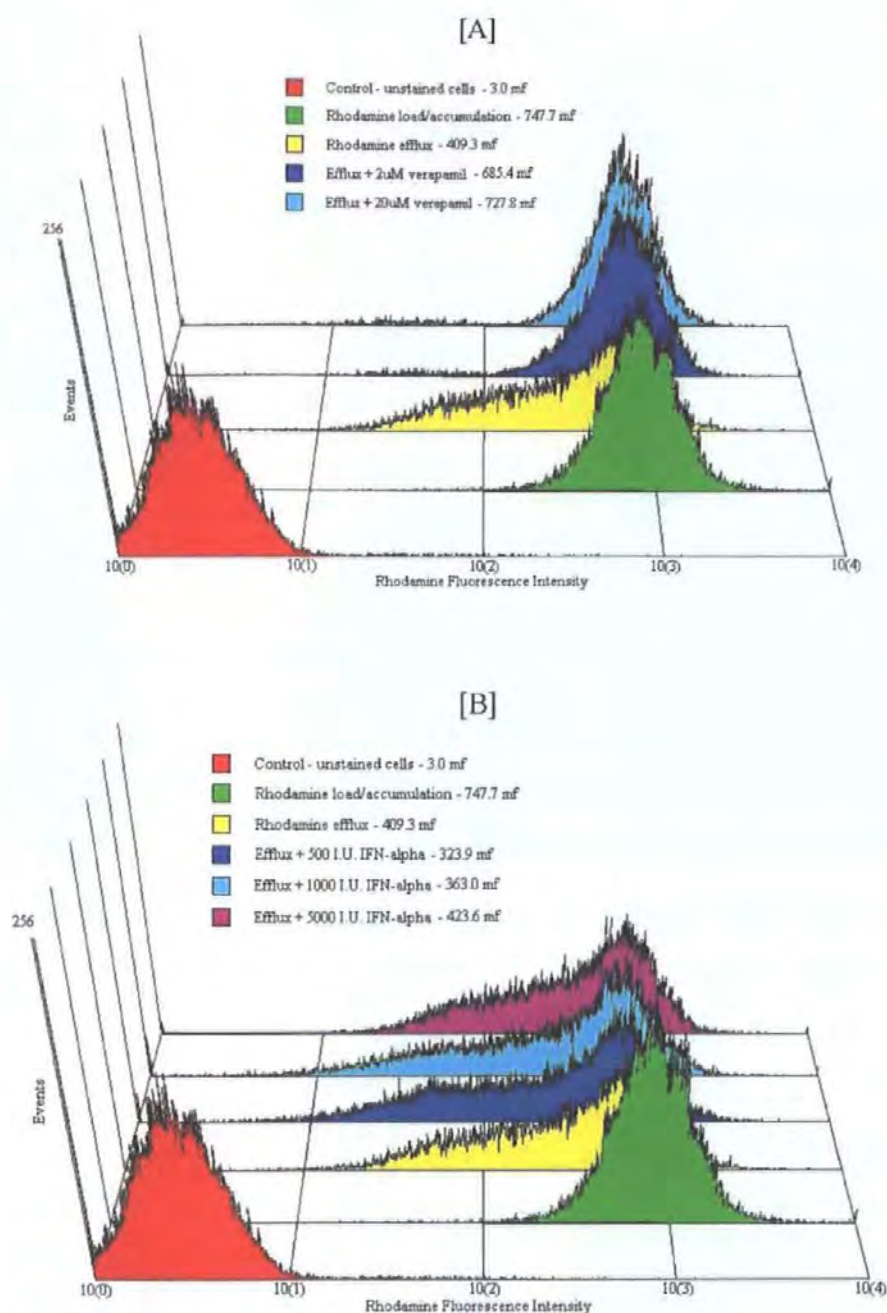 [A]
Control - unstained cells - 3.0 mf
Rhodamine load/accumulation - 747.7 mf
Rhodamine efflux - 409.3 mf
Efflux + 2uM verapamil - 685.4 mf
Efflux + 20uM verapamil - 727.8 mf
256
Events
10(0) 10(1) 10(2) 10(3) 10(4)
Rhodamine Fluorescence Intensity
[B]
Control - unstained cells - 3.0 mf
Rhodamine load/accumulation - 747.7 mf
Rhodamine efflux - 409.3 mf
Efflux + 500 I.U. IFN-alpha - 323.9 mf
Efflux + 1000 I.U. IFN-alpha - 363.0 mf
Efflux + 5000 I.U. IFN-alpha - 423.6 mf
256
Events
10(0) 10(1) 10(2) 10(3) 10(4)
Rhodamine Fluorescence Intensity